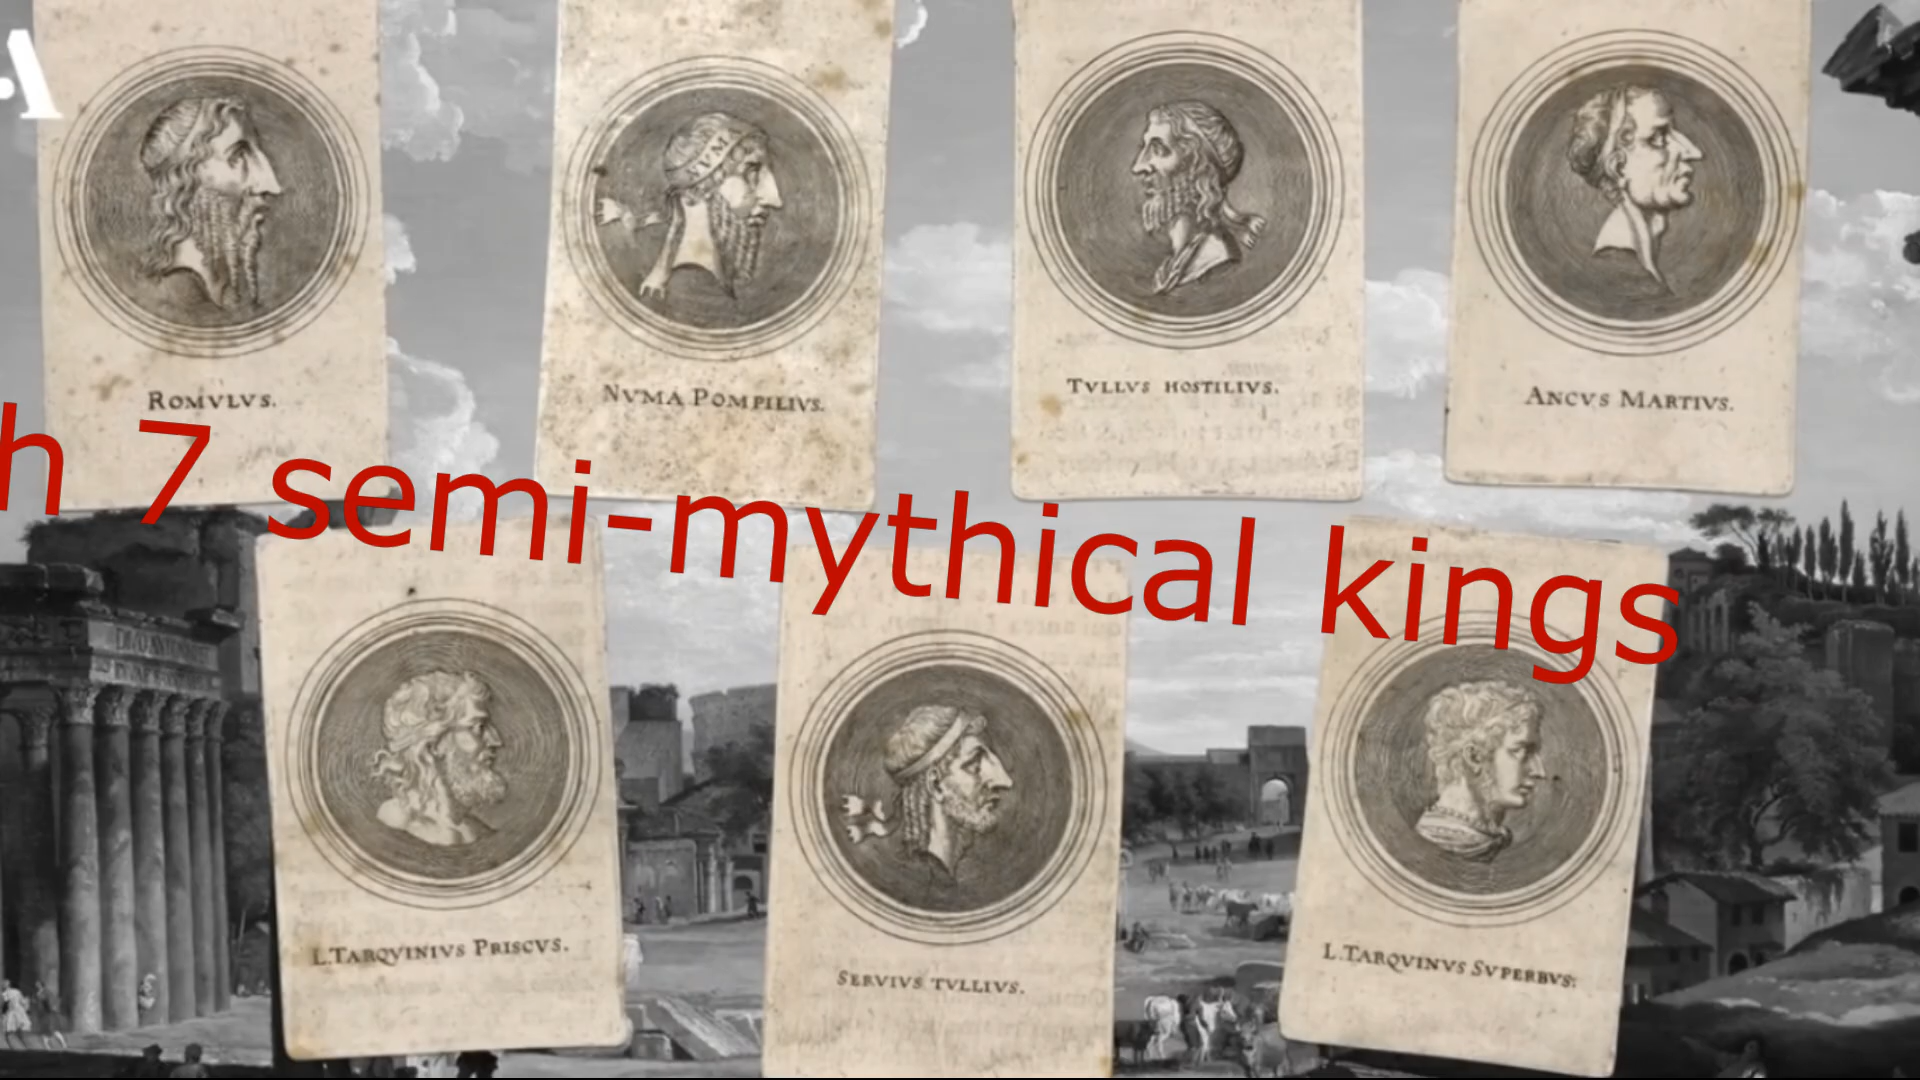 A
ROMVLVS.
NVMA POMPILIVS.
TVLLVS HOSTILIVS.
ANCVS MARTIVS.
h 7 semi-mythical kings
L.TARQVINIVS PRISCVS.
SERVIVS TVLLIVS.
L.TARQVINVS SVPERBVS: